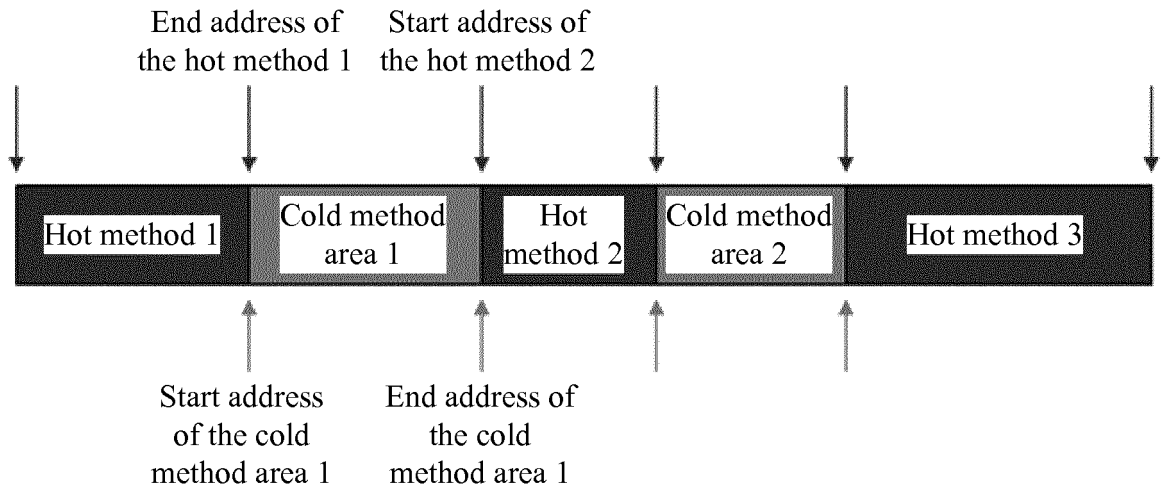 End address of
the hot method 1
Start address of
the hot method 2
Hot method 1
Cold method
area 1
Hot
method 2
Cold method
area 2
Hot method 3
Start address
of the cold
method area 1
End address of
the cold
method area 1